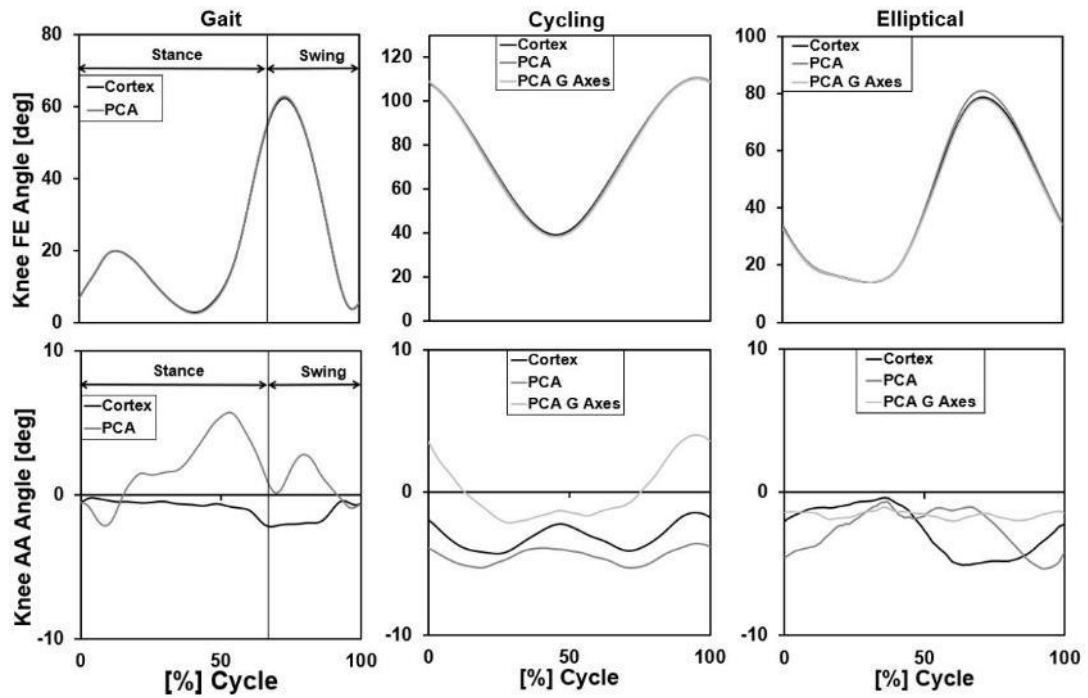 Gait
Cycling
Elliptical
Knee FE Angle [deg]
80
60
40
20
0
Stance
Swing
Cortex
PCA
120
100
80
60
40
20
0
Cortex
PCA
PCA G Axes
100
80
60
40
20
0
Cortex
PCA
PCA G Axes
Knee AA Angle [deg]
10
0
-10
Stance
Swing
Cortex
PCA
0
50
100
[%] Cycle
10
0
-10
Cortex
PCA
PCA G Axes
0
50
100
[%] Cycle
10
0
-10
Cortex
PCA
PCA G Axes
0
50
100
[%] Cycle